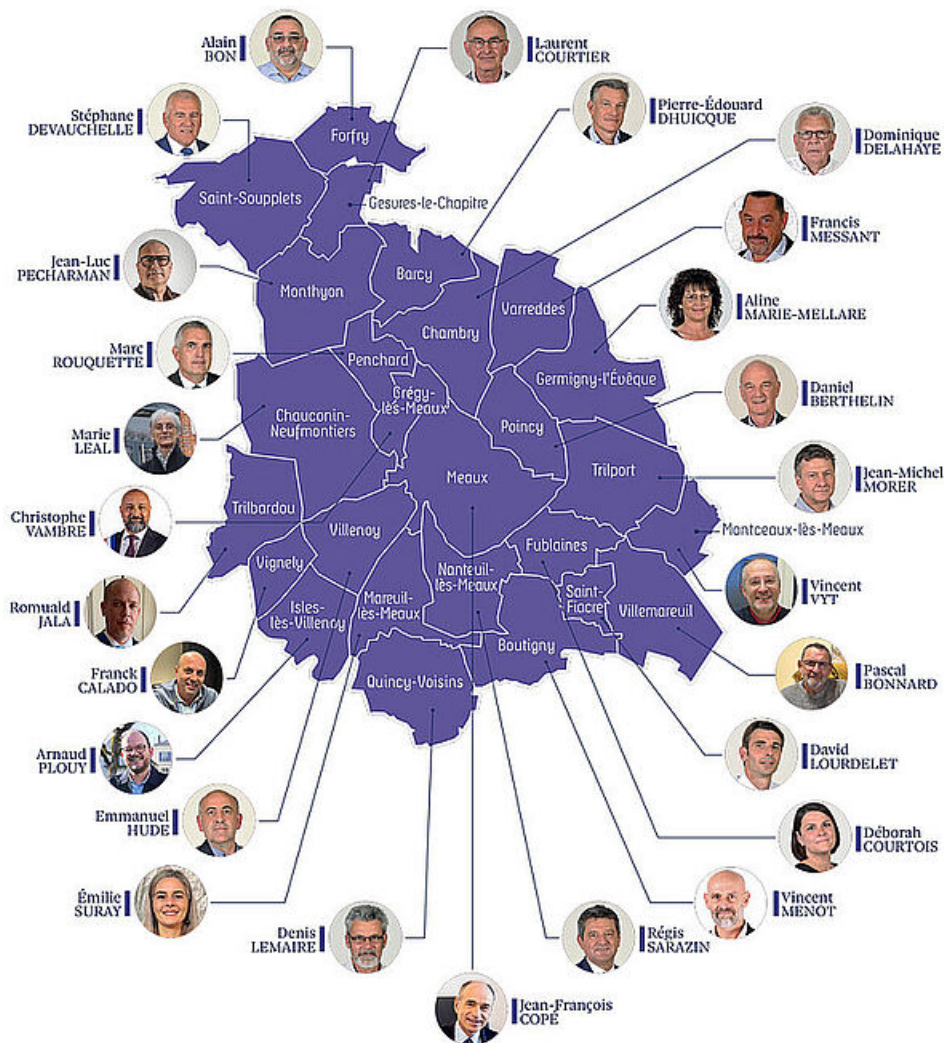 Alain
BON
Laurent
COURTIER
Stéphane
DEVAUCHELLE
Pierre-Édouard
DHUICQUE
Dominique
DELAHAYE
Forfry
Saint-Soupplets
Gesures-le-Chapitre
Francis
MESSANT
Jean-Luc
PECHARMAN
Barcy
Monthyon
Varreddes
Aline
MARIE-MELLARE
Chambry
Marc
ROUQUETTE
Penchard
Germigny-l'Évêque
Daniel
BERTHELIN
Crégy-
lès-Meaux
Chauconin-
Neufmontiers
Poincy
Marie
LEAL
Trilport
Jean-Michel
MORER
Meaux
Trilbardou
Christophe
VAMBRE
Villenoy
Montceaux-lès-Meaux
Fublaines
Vignely
Nanteuil-
lès-Meaux
Vincent
VYT
Saint-
Fiacre
Mareuil-
lès-Meaux
Isles-
lès-Villenoy
Villemareuil
Romuald
JALA
Boutigny
Franck
CALADO
Quincy-Voisins
Pascal
BONNARD
Arnaud
PLOUY
David
LOURDELET
Emmanuel
HUDE
Déborah
COURTOIS
Émilie
SURAY
Vincent
MENOT
Denis
LEMAIRE
Régis
SARAZIN
Jean-François
COPÉ